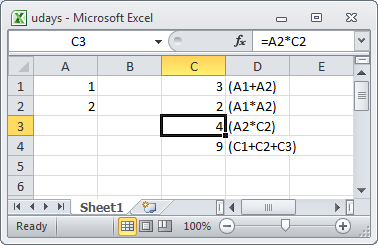 udays - Microsoft Excel
C3 fx =A2*C2
A B C D E
1 1 3 (A1+A2)
2 2 2 (A1*A2)
3 4 (A2*C2)
4 9 (C1+C2+C3)
5
6
Sheet1
Ready 100%